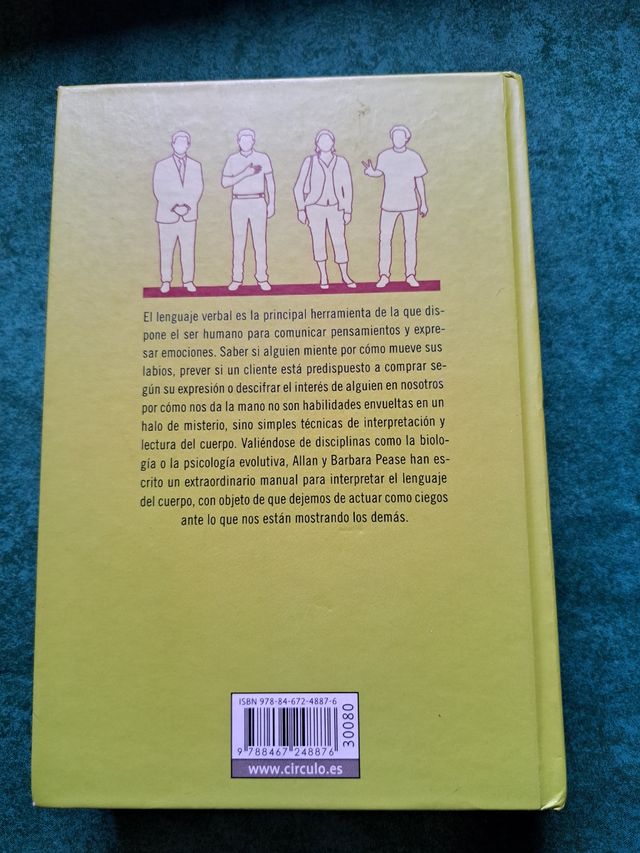 El lenguaje verbal es la principal herramienta de la que dis-
pone el ser humano para comunicar pensamientos y expre-
sar emociones. Saber si alguien miente por cómo mueve sus
labios, prever si un cliente está predispuesto a comprar se-
gún su expresión o descifrar el interés de alguien en nosotros
por cómo nos da la mano no son habilidades envueltas en un
halo de misterio, sino simples técnicas de interpretación y
lectura del cuerpo. Valiéndose de disciplinas como la biolo-
gía o la psicología evolutiva, Allan y Barbara Pease han es-
crito un extraordinario manual para interpretar el lenguaje
del cuerpo, con objeto de que dejemos de actuar como ciegos
ante lo que nos están mostrando los demás.
ISBN 978-84-672-4887-6
9 788467 248876
30080
www.circulo.es